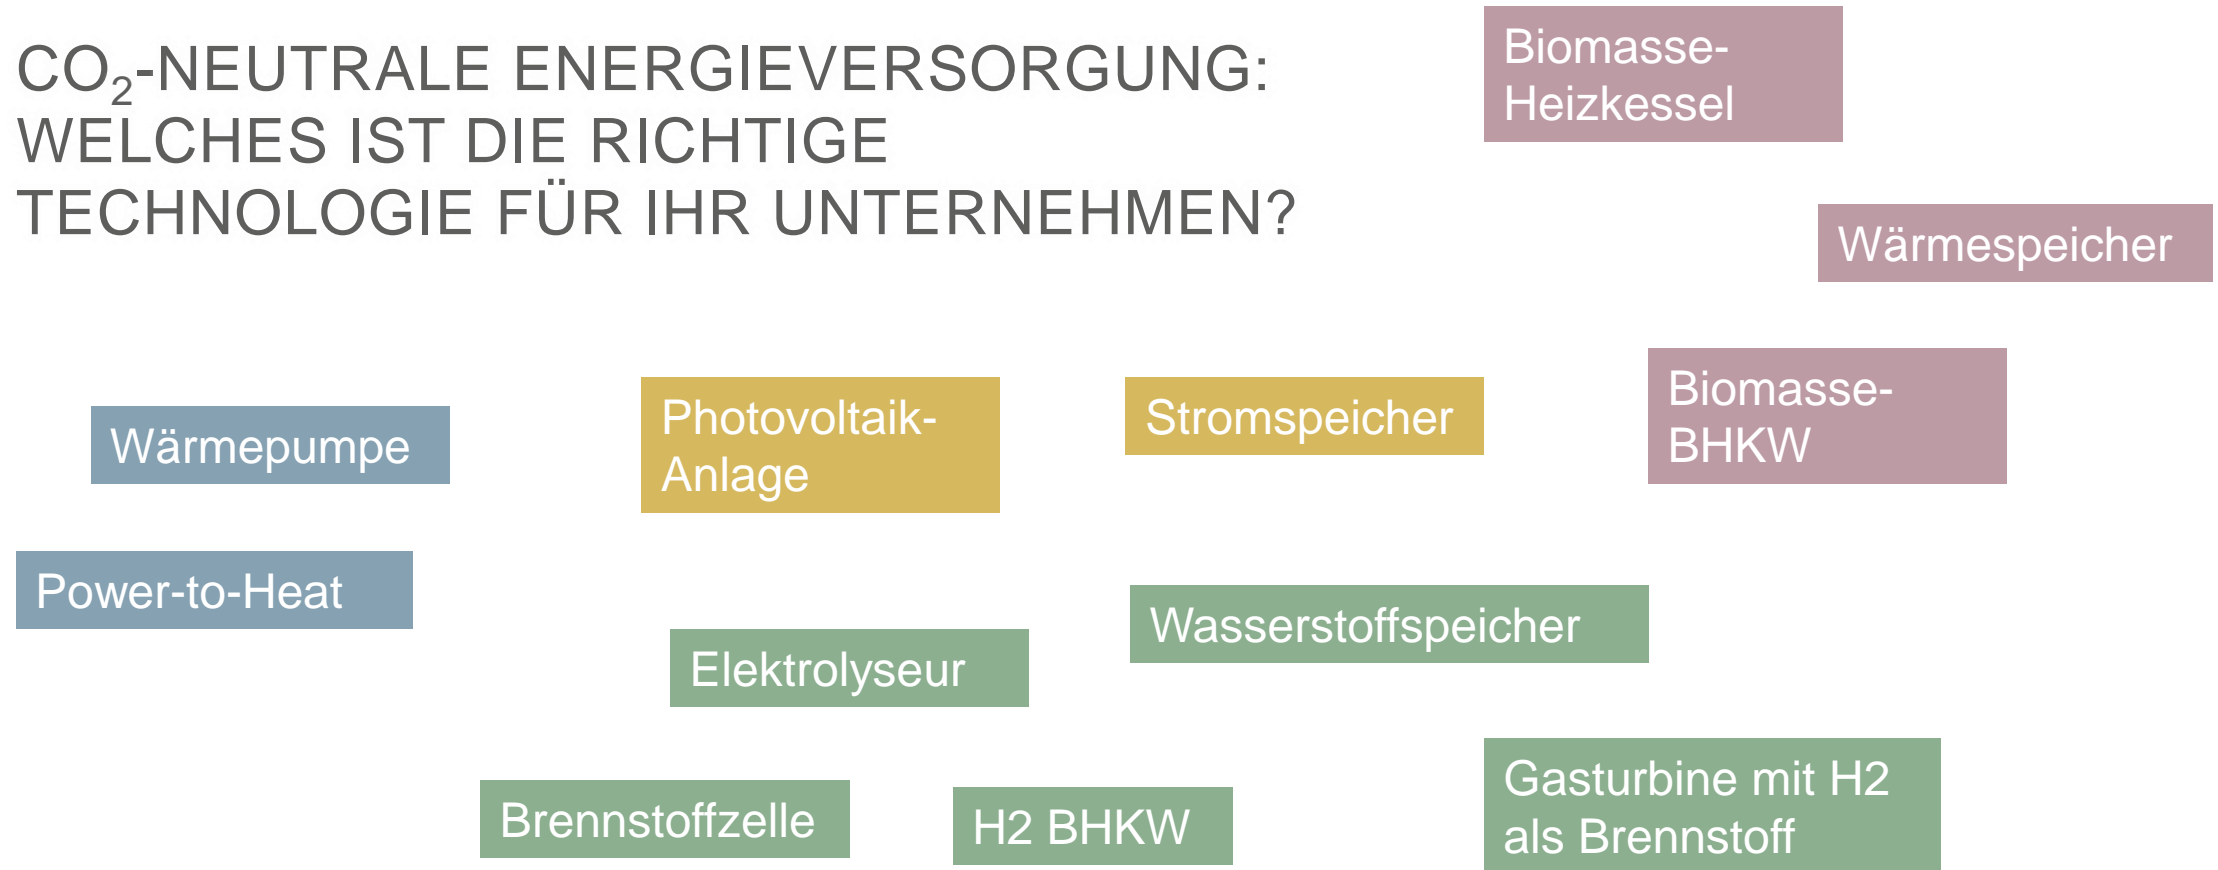 CO₂-NEUTRALE ENERGIEVERSORGUNG:
WELCHES IST DIE RICHTIGE
TECHNOLOGIE FÜR IHR UNTERNEHMEN?
Biomasse-
Heizkessel
Wärmespeicher
Biomasse-
BHKW
Photovoltaik-
Anlage
Stromspeicher
Wärmepumpe
Power-to-Heat
Wasserstoffspeicher
Elektrolyseur
Brennstoffzelle
H2 BHKW
Gasturbine mit H2
als Brennstoff